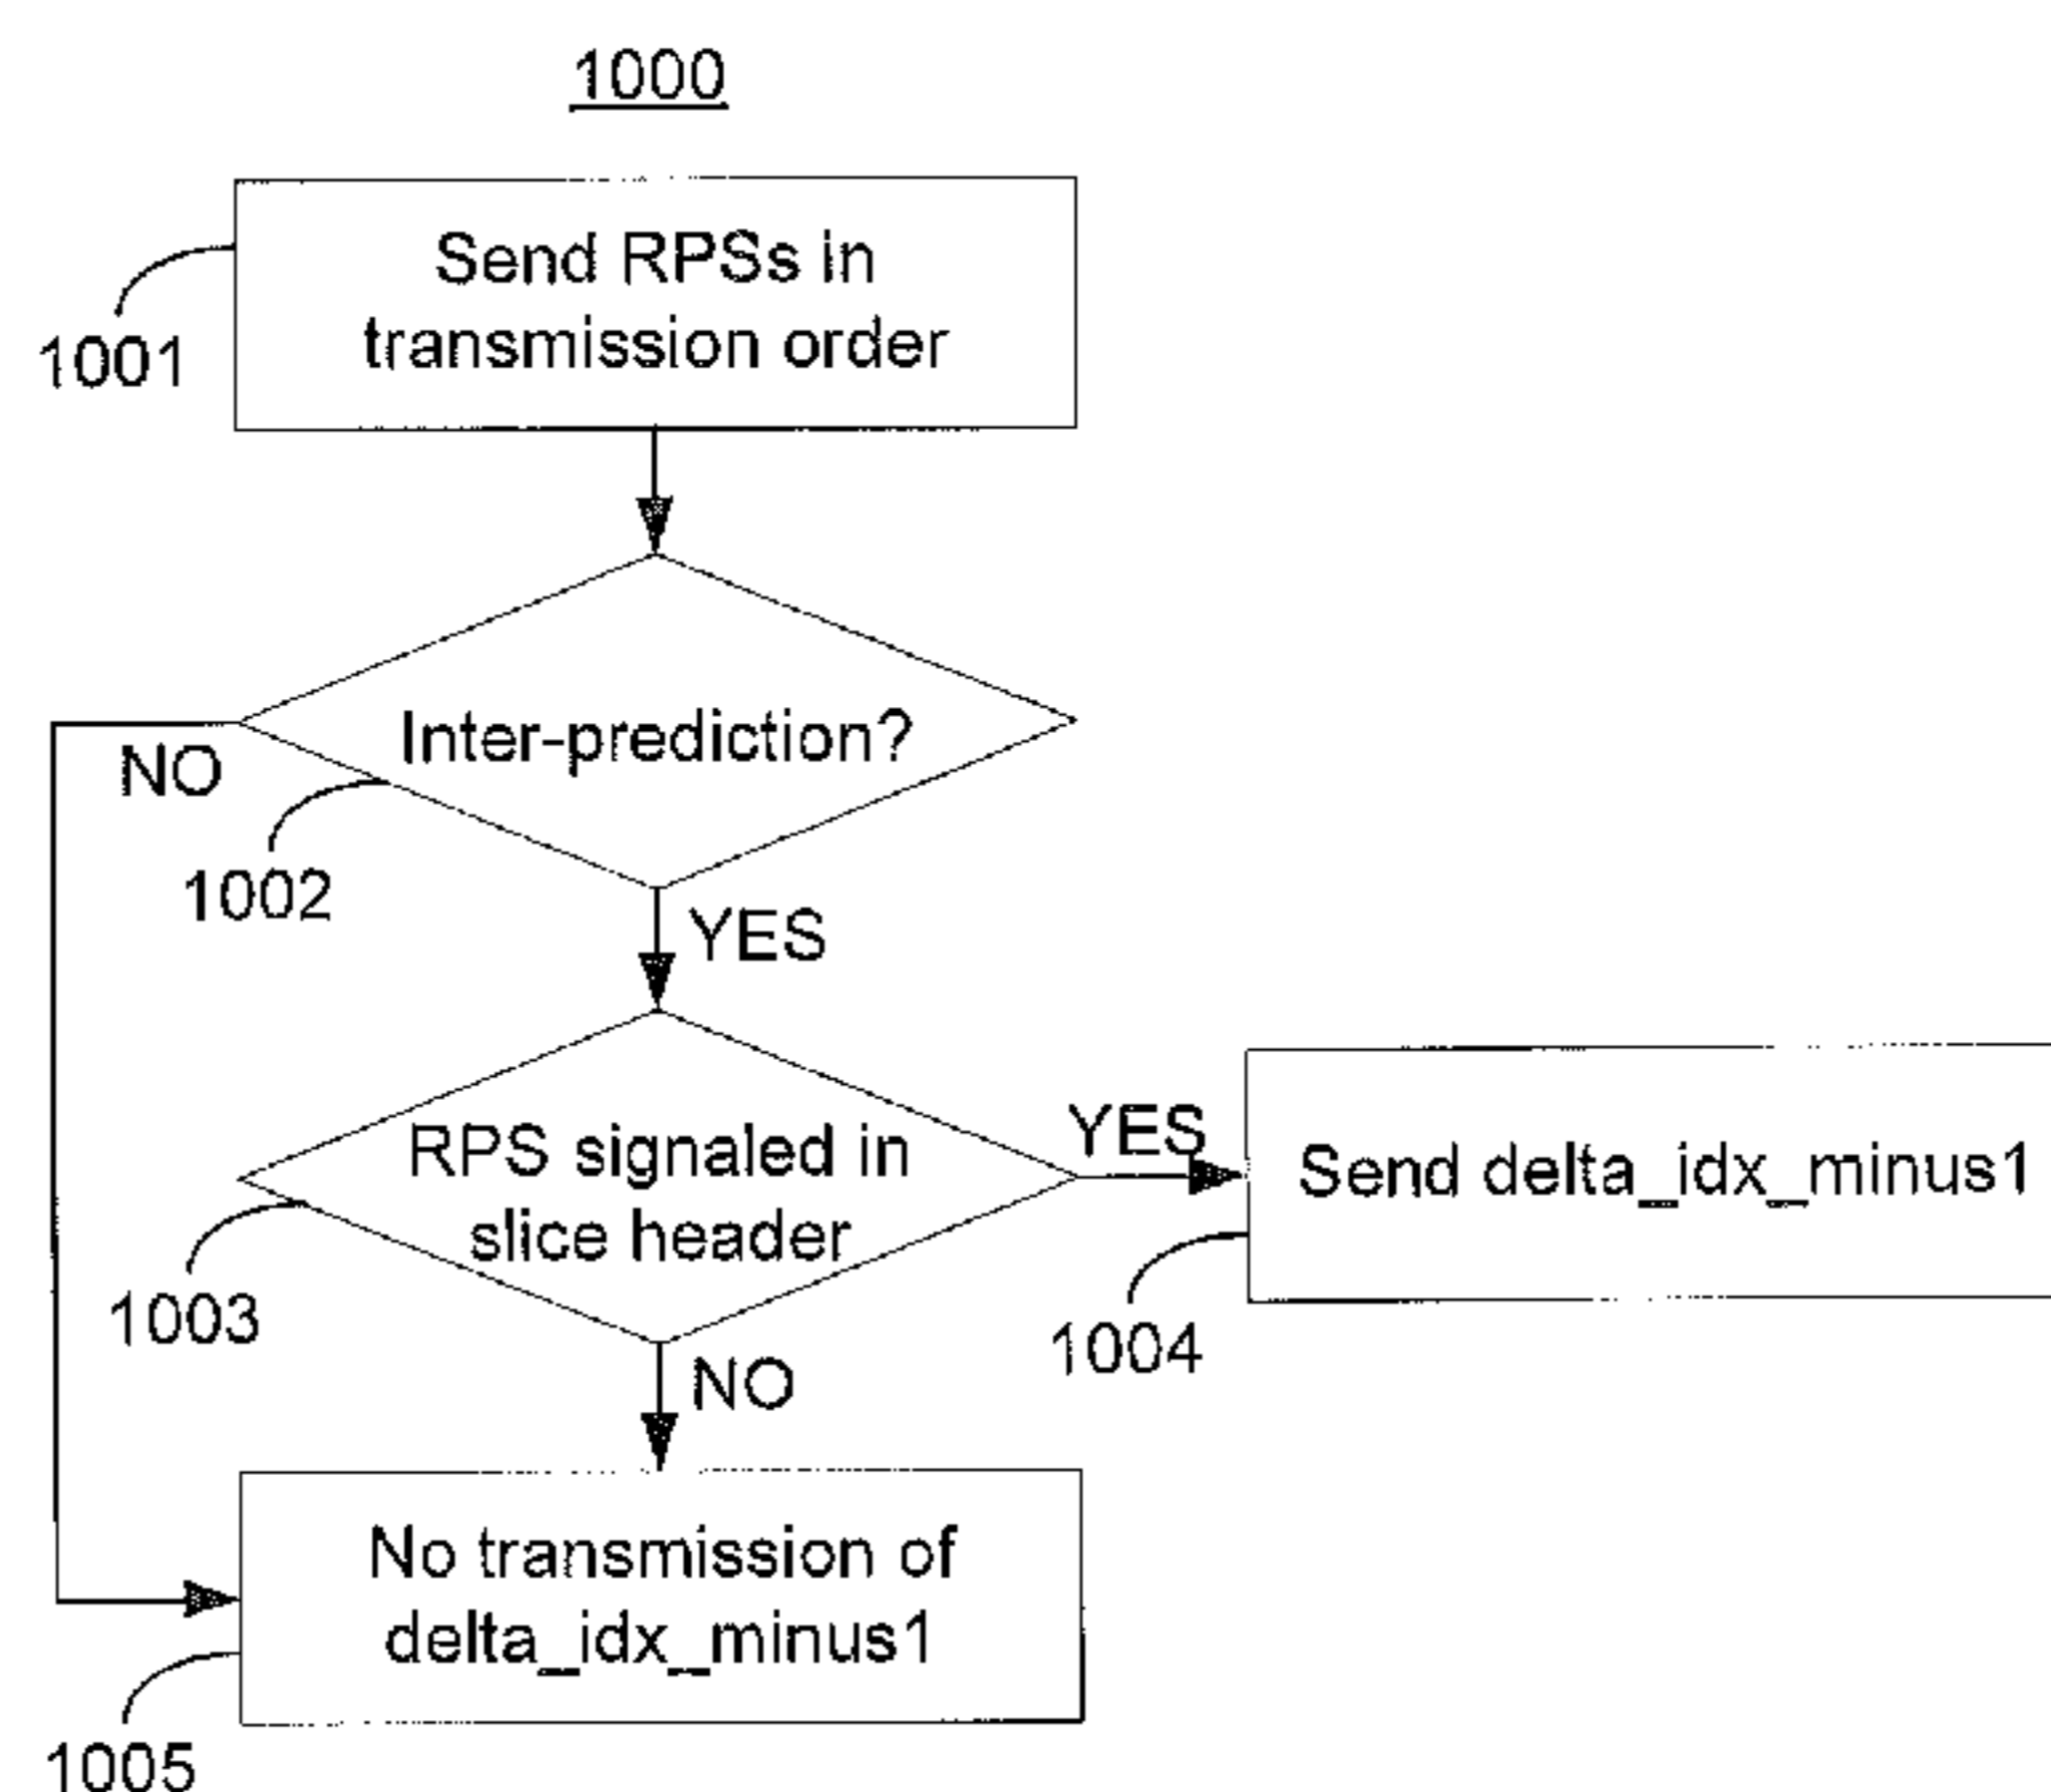 1000
Send RPSs in
transmission order
1001
Inter-prediction?
NO
1002
YES
RPS signaled in
slice header
YES
Send delta_idx_minus1
1003
1004
NO
No transmission of
delta_idx_minus1
1005